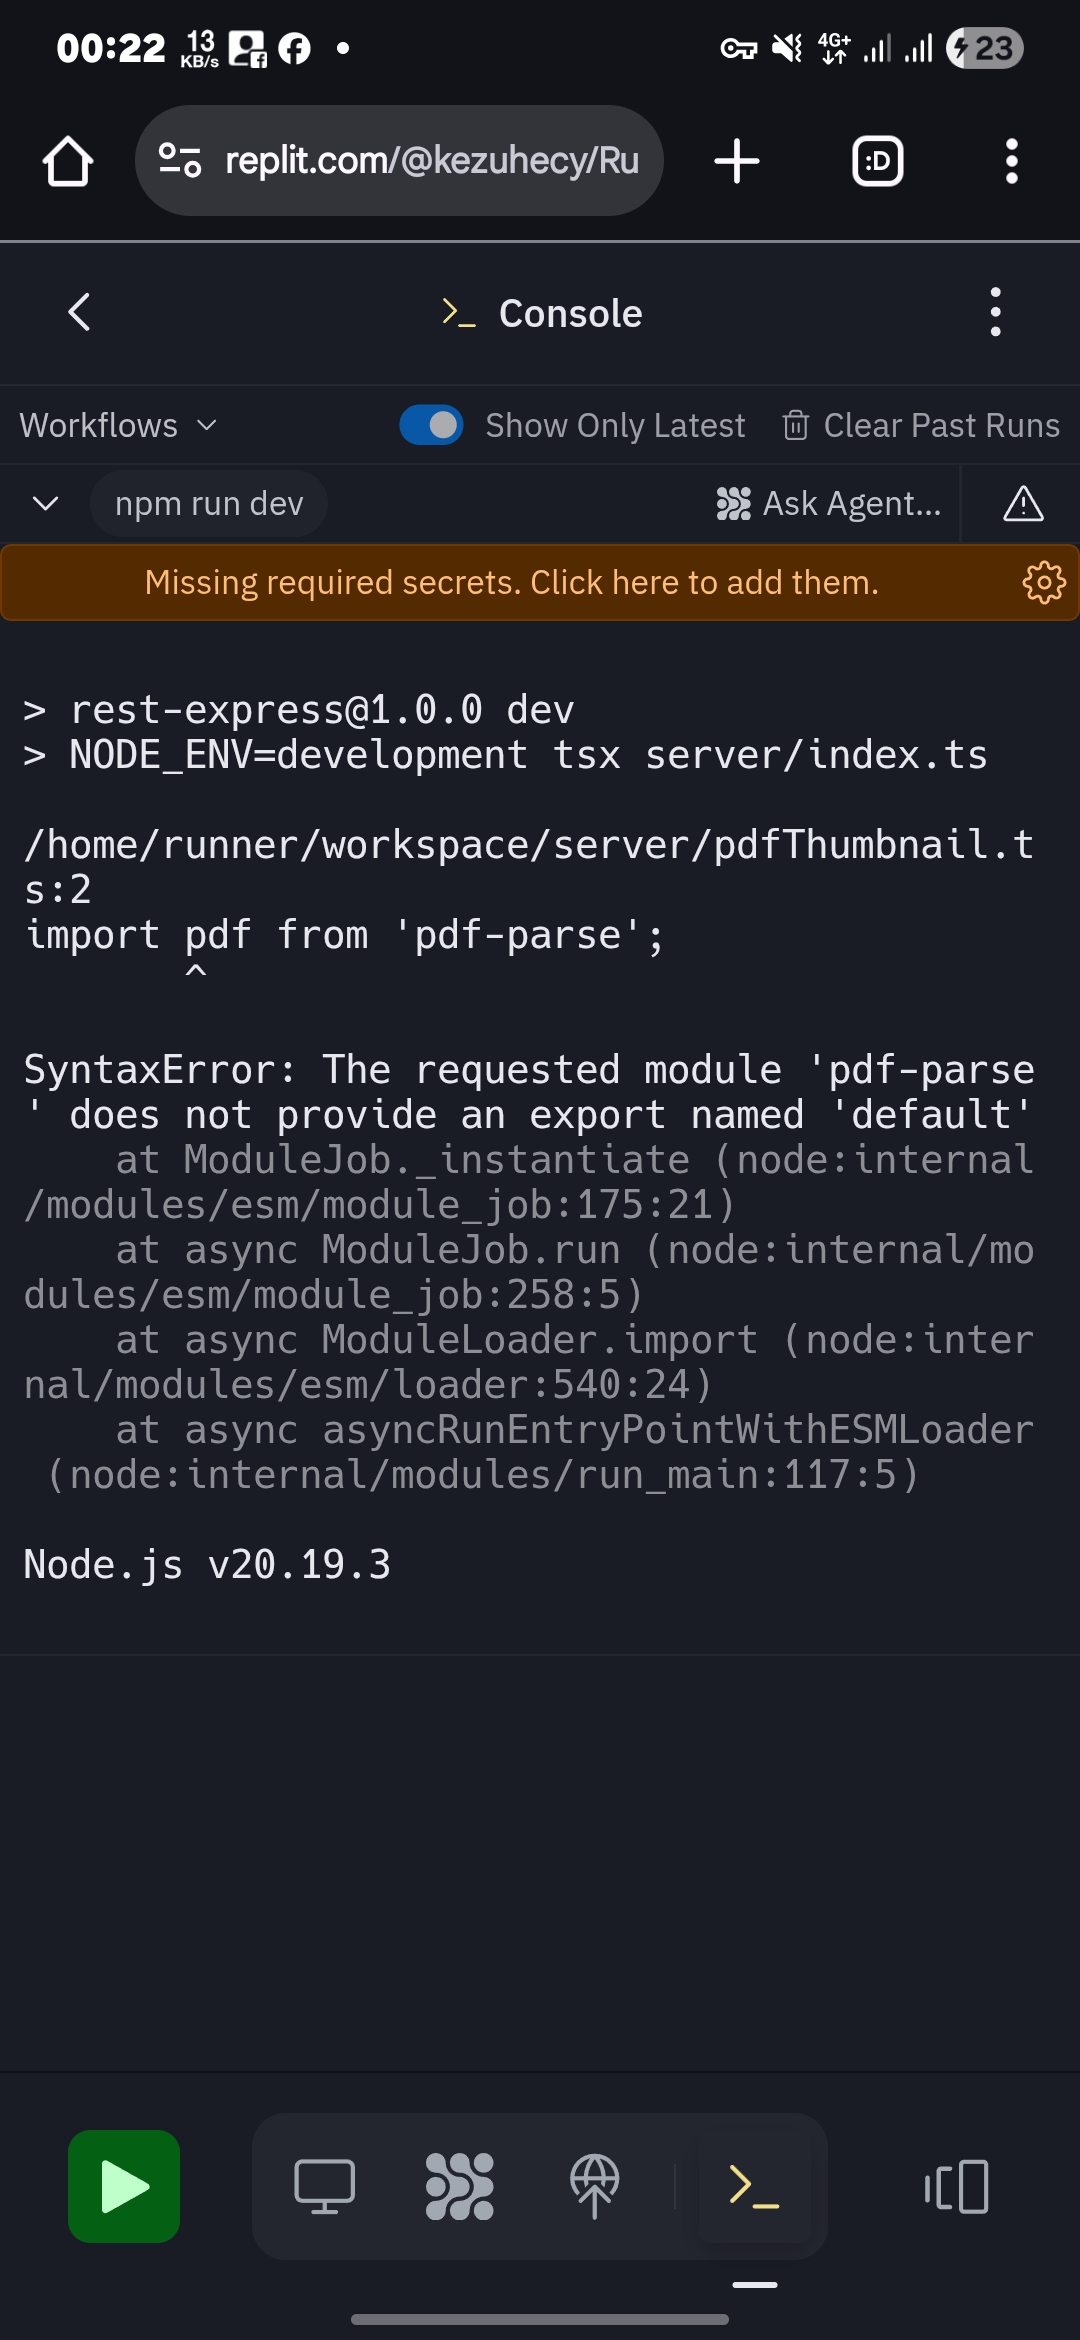 00:22 13 KB/s 4G+ 23
replit.com/@kezuhecy/Ru :D
>_ Console
Workflows Show Only Latest Clear Past Runs
npm run dev Ask Agent...
Missing required secrets. Click here to add them.
> rest-express@1.0.0 dev
> NODE_ENV=development tsx server/index.ts
/home/runner/workspace/server/pdfThumbnail.t
s:2
import pdf from 'pdf-parse';
^
SyntaxError: The requested module 'pdf-parse
' does not provide an export named 'default'
at ModuleJob._instantiate (node:internal
/modules/esm/module_job:175:21)
at async ModuleJob.run (node:internal/mo
dules/esm/module_job:258:5)
at async ModuleLoader.import (node:inter
nal/modules/esm/loader:540:24)
at async asyncRunEntryPointWithESMLoader
(node:internal/modules/run_main:117:5)
Node.js v20.19.3